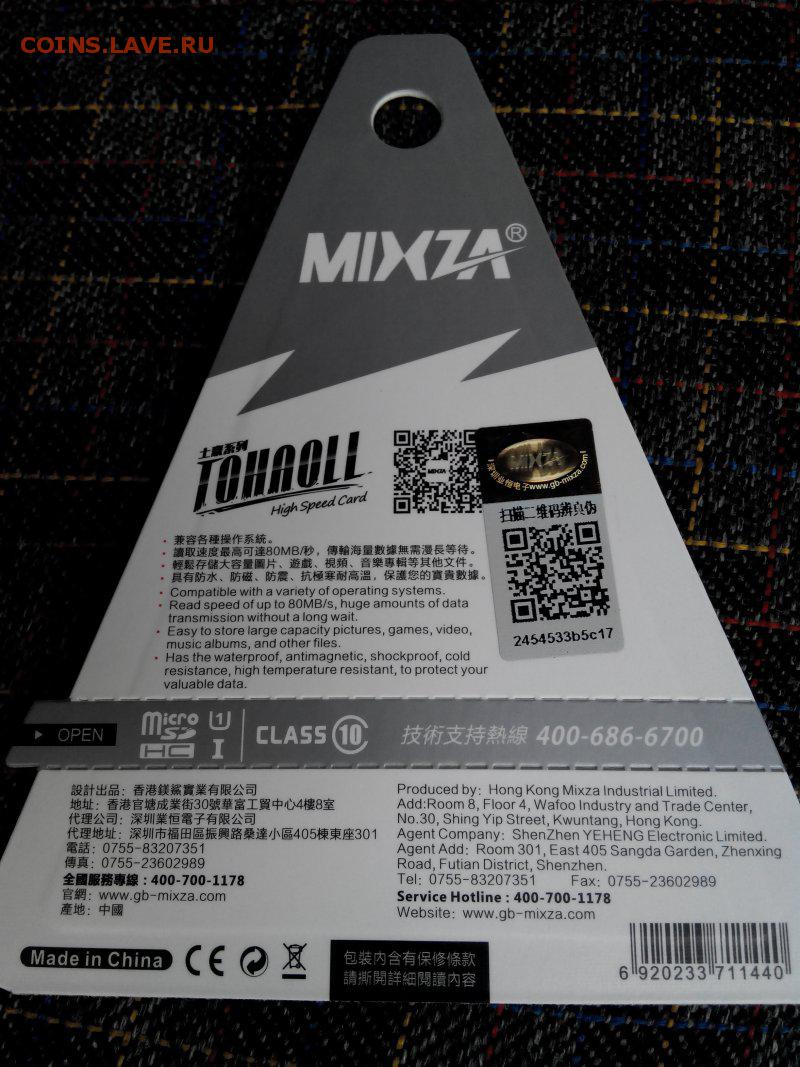 COINS.LAVE.RU
MIXZA®
土豪系列
TOHAOLL
High Speed Card
MIXZA
MIXZA
深圳业恒电子www.gb-mixza.com
扫描二维码辨真伪
2454533b5c17
· 兼容各種操作系統。
· 讀取速度最高可達80MB/秒，傳輸海量數據無需漫長等待。
· 輕鬆存儲大容量圖片、遊戲、視頻、音樂專輯等其他文件。
· 具有防水、防磁、防震、抗極寒耐高溫，保護您的寶貴數據。
· Compatible with a variety of operating systems.
· Read speed of up to 80MB/s, huge amounts of data
transmission without a long wait.
· Easy to store large capacity pictures, games, video,
music albums, and other files.
· Has the waterproof, antimagnetic, shockproof, cold
resistance, high temperature resistant, to protect your
valuable data.
OPEN
micro SD HC
U1 I
CLASS 10
技術支持熱線 400-686-6700
設計出品：香港鎂鯊實業有限公司
地址：香港官塘成業街30號華富工貿中心4樓8室
代理公司：深圳業恒電子有限公司
代理地址：深圳市福田區振興路桑達小區405棟東座301
電話：0755-83207351
傳真：0755-23602989
全國服務專線：400-700-1178
官網：www.gb-mixza.com
產地：中國
Produced by: Hong Kong Mixza Industrial Limited.
Add:Room 8, Floor 4, Wafoo Industry and Trade Center,
No.30, Shing Yip Street, Kwuntang, Hong Kong.
Agent Company: ShenZhen YEHENG Electronic Limited.
Agent Add: Room 301, East 405 Sangda Garden, Zhenxing
Road, Futian District, Shenzhen.
Tel: 0755-83207351 Fax: 0755-23602989
Service Hotline : 400-700-1178
Website: www.gb-mixza.com
Made in China
CE
包裝内含有保修條款
請撕開詳細閱讀内容
6 920233 711440